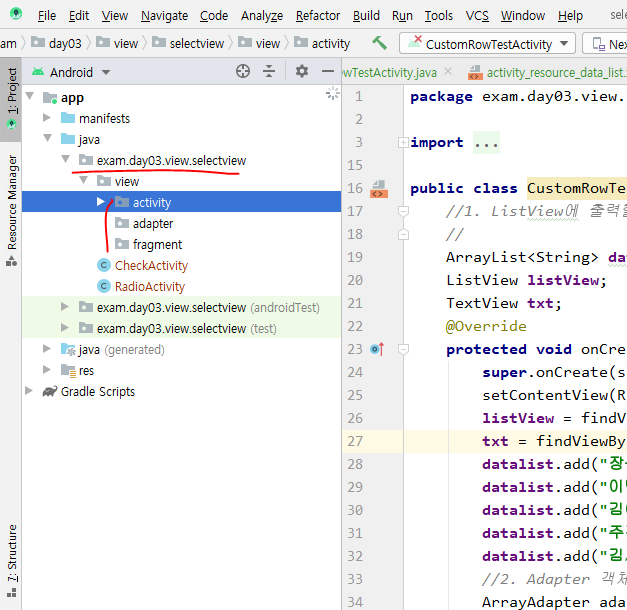 File Edit View Navigate Code Analyze Refactor Build Run Tools VCS Window Help sele
am day03 view selectview view activity CustomRowTestActivity Nex
1: Project
Resource Manager
7: Structure
Android
app
manifests
java
exam.day03.view.selectview
view
activity
adapter
fragment
CheckActivity
RadioActivity
exam.day03.view.selectview (androidTest)
exam.day03.view.selectview (test)
java (generated)
res
Gradle Scripts
owTestActivity.java activity_resource_data_list.
1 package exam.day03.view.
2
3 import ...
15
16 public class CustomRowTe
17 //1. ListView에 출력할
18 //
19 ArrayList<String> da
20 ListView listView;
21 TextView txt;
22 @Override
23 protected void onCre
24 super.onCreate(s
25 setContentView(R
26 listView = findV
27 txt = findViewBy
28 datalist.add("장
29 datalist.add("이
30 datalist.add("김
31 datalist.add("주
32 datalist.add("김
33 //2. Adapter 객체
34 ArrayAdapter ada